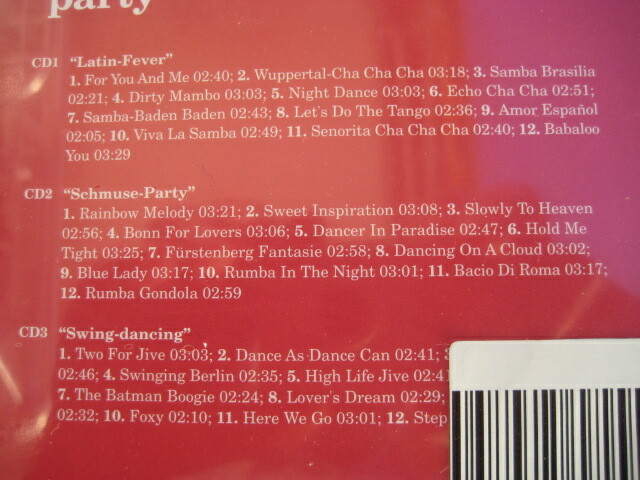 party
CD1 “Latin-Fever”
1. For You And Me 02:40; 2. Wuppertal-Cha Cha Cha 03:18; 3. Samba Brasilia
02:21; 4. Dirty Mambo 03:03; 5. Night Dance 03:03; 6. Echo Cha Cha 02:51;
7. Samba-Baden Baden 02:43; 8. Let's Do The Tango 02:36; 9. Amor Español
02:05; 10. Viva La Samba 02:49; 11. Senorita Cha Cha Cha 02:40; 12. Babaloo
You 03:29
CD2 “Schmuse-Party”
1. Rainbow Melody 03:21; 2. Sweet Inspiration 03:08; 3. Slowly To Heaven
02:56; 4. Bonn For Lovers 03:06; 5. Dancer In Paradise 02:47; 6. Hold Me
Tight 03:25; 7. Fürstenberg Fantasie 02:58; 8. Dancing On A Cloud 03:02;
9. Blue Lady 03:17; 10. Rumba In The Night 03:01; 11. Bacio Di Roma 03:17;
12. Rumba Gondola 02:59
CD3 “Swing-dancing”
1. Two For Jive 03:03; 2. Dance As Dance Can 02:41;
02:46; 4. Swinging Berlin 02:35; 5. High Life Jive 02:41
7. The Batman Boogie 02:24; 8. Lover's Dream 02:29;
02:32; 10. Foxy 02:10; 11. Here We Go 03:01; 12. Step